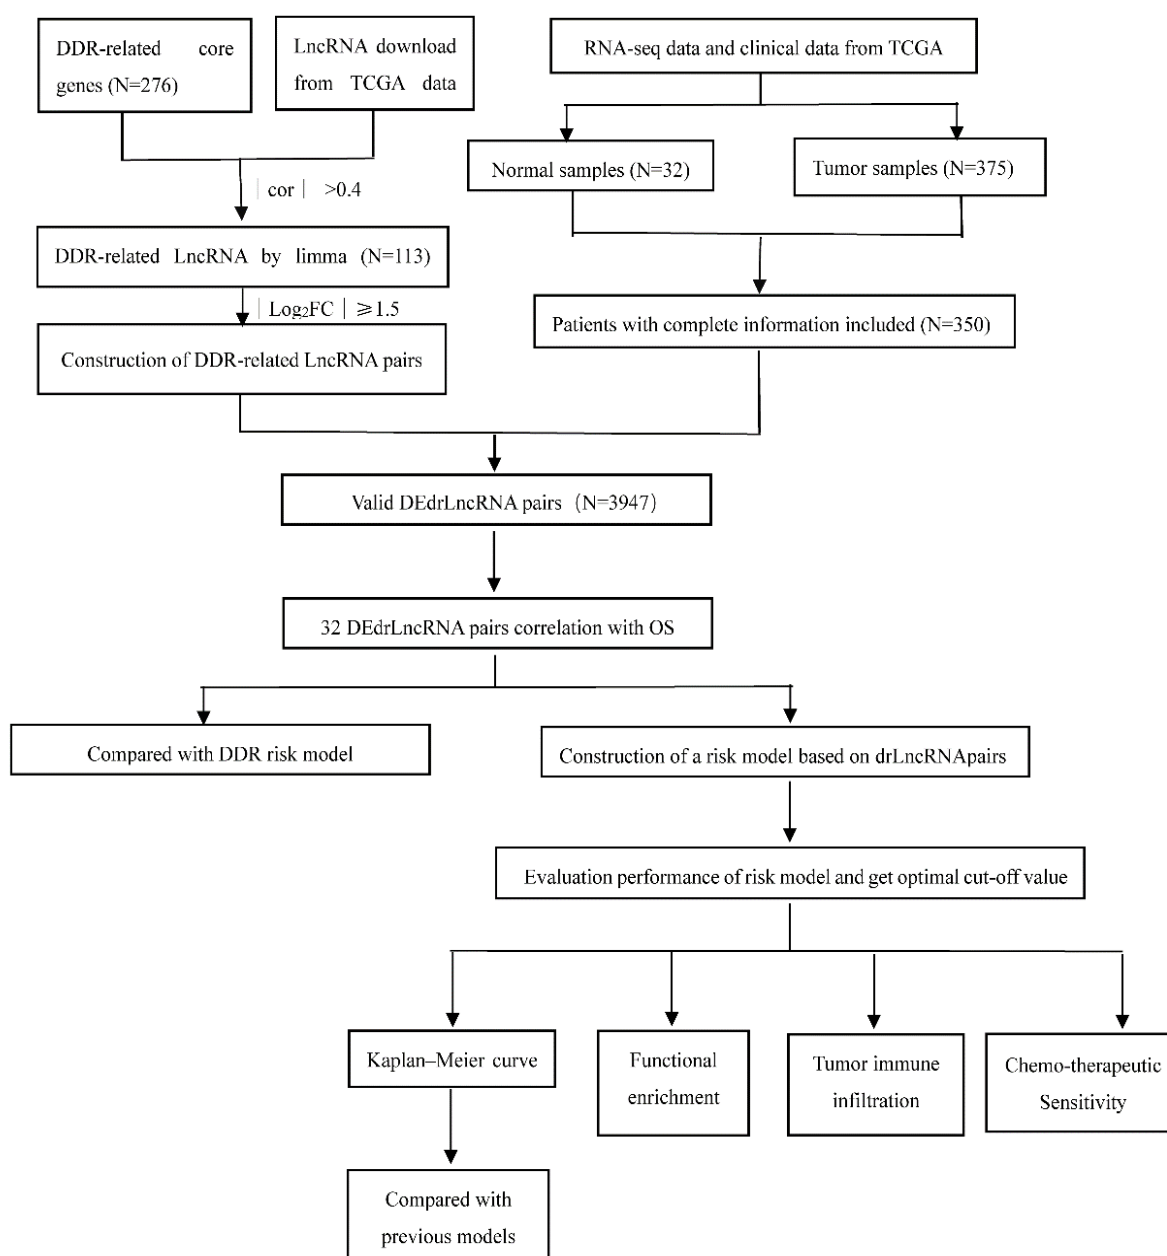 DDR-related core
genes (N=276)
LncRNA download
from TCGA data
RNA-seq data and clinical data from TCGA
Normal samples (N=32)
Tumor samples (N=375)
| cor | >0.4
DDR-related LncRNA by limma (N=113)
| Log₂FC | ≥1.5
Patients with complete information included (N=350)
Construction of DDR-related LncRNA pairs
Valid DEdrLncRNA pairs (N=3947)
32 DEdrLncRNA pairs correlation with OS
Compared with DDR risk model
Construction of a risk model based on drLncRNApairs
Evaluation performance of risk model and get optimal cut-off value
Kaplan–Meier curve
Functional
enrichment
Tumor immune
infiltration
Chemo-therapeutic
Sensitivity
Compared with
previous models